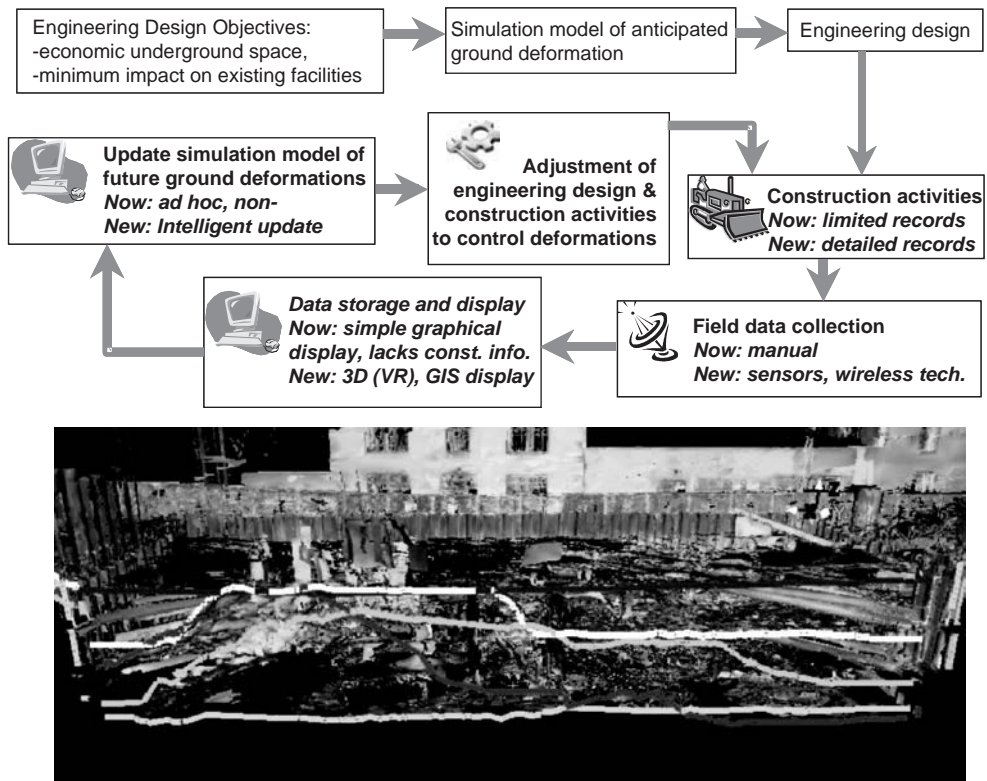 Engineering Design Objectives:
-economic underground space,
-minimum impact on existing facilities
Simulation model of anticipated
ground deformation
Engineering design
Update simulation model of
future ground deformations
Now: ad hoc, non-
New: Intelligent update
Adjustment of
engineering design &
construction activities
to control deformations
Construction activities
Now: limited records
New: detailed records
Data storage and display
Now: simple graphical
display, lacks const. info.
New: 3D (VR), GIS display
Field data collection
Now: manual
New: sensors, wireless tech.